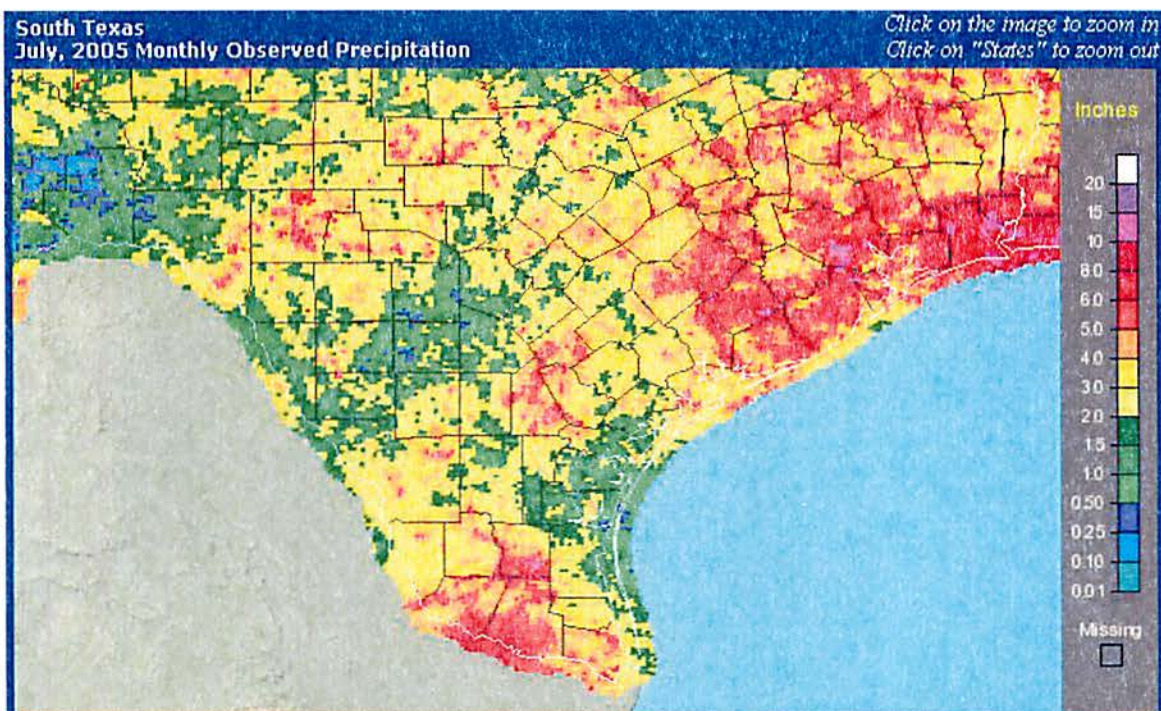 South Texas
July, 2005 Monthly Observed Precipitation
Click on the image to zoom in
Click on "States" to zoom out
Inches
20
15
10
8.0
6.0
5.0
4.0
3.0
2.0
1.5
1.0
0.50
0.25
0.10
0.01
Missing